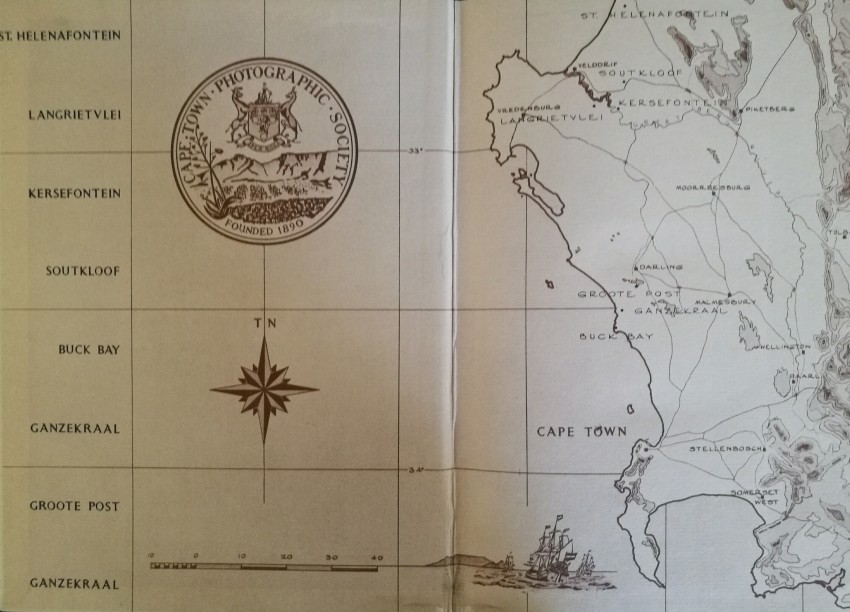 ST. HELENAFONTEIN
LANGRIETVLEI
KERSEFONTEIN
SOUTKLOOF
BUCK BAY
GANZEKRAAL
GROOTE POST
GANZEKRAAL
CAPE TOWN · PHOTOGRAPHIC · SOCIETY
FOUNDED 1890
T N
10 0 10 20 30 40
33°
34°
ST. HELENAFONTEIN
VELDDRIF
SOUTKLOOF
KERSEFONTEIN
VREDENBURG
LANGRIETVLEI
PIKETBERG
MOORREESBURG
DARLING
GROOTE POST
MALMESBURY
GANZEKRAAL
BUCK BAY
WELLINGTON
PAARL
CAPE TOWN
STELLENBOSCH
SOMERSET
WEST